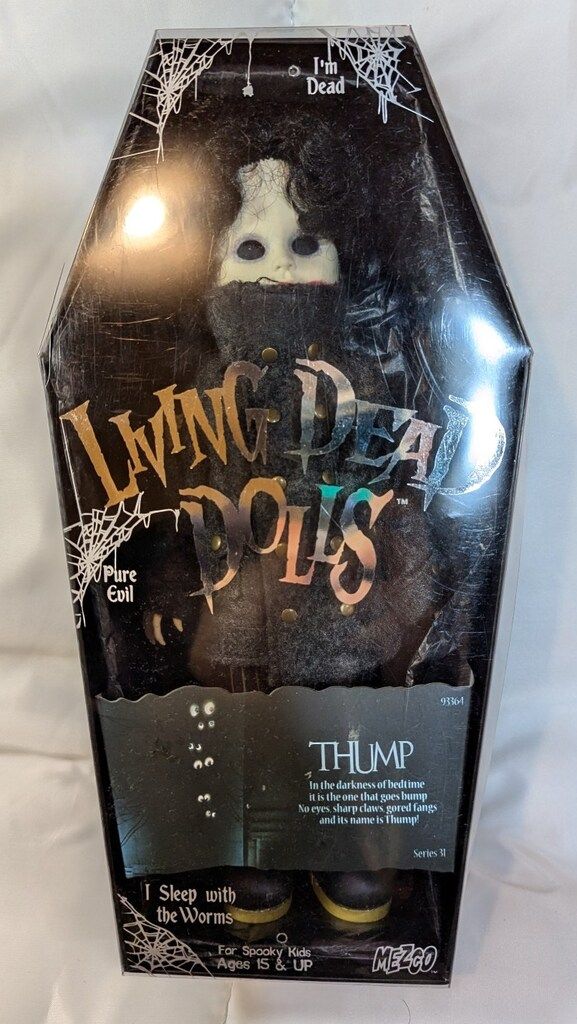 I'm
Dead
LIVING DEAD
DOLLS™
Pure
Evil
93364
THUMP
In the darkness of bedtime
it is the one that goes bump
No eyes, sharp claws, gored fangs
and its name is Thump!
Series 31
I Sleep with
the Worms
For Spooky Kids
Ages 15 & UP
MEZCO